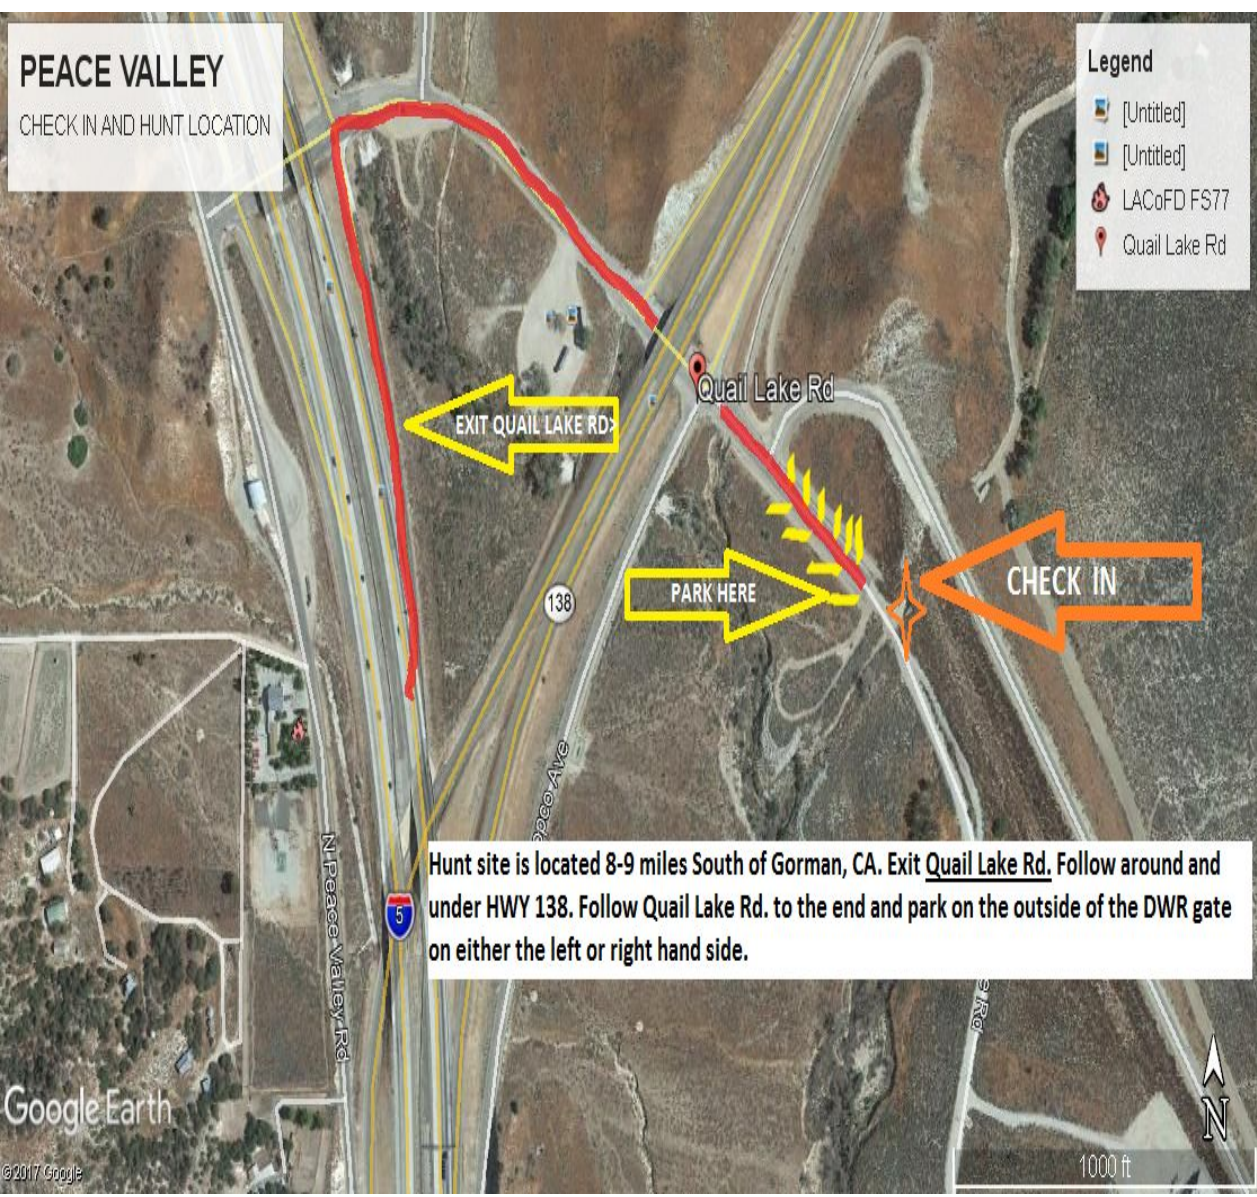 PEACE VALLEY
CHECK IN AND HUNT LOCATION
Legend
[Untitled]
[Untitled]
LACoFD FS77
Quail Lake Rd
Quail Lake Rd
EXIT QUAIL LAKE RD>
PARK HERE
CHECK IN
138
Hunt site is located 8-9 miles South of Gorman, CA. Exit Quail Lake Rd. Follow around and
under HWY 138. Follow Quail Lake Rd. to the end and park on the outside of the DWR gate
on either the left or right hand side.
5
N Peace Valley Rd
Ave
Rd
Google Earth
©2017 Google
N
1000 ft